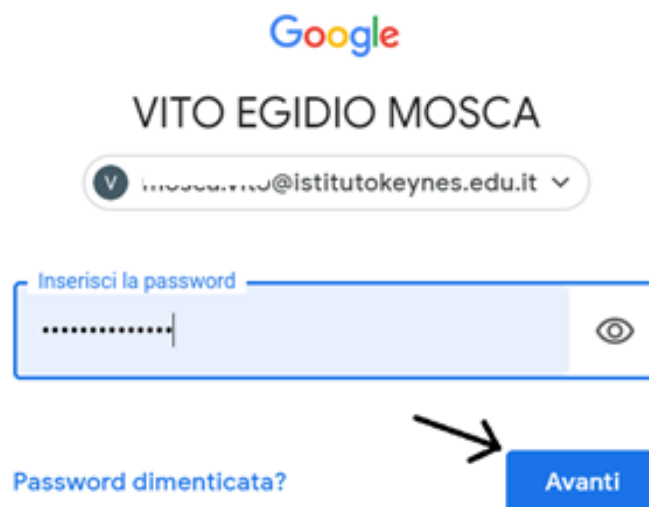 Google
VITO EGIDIO MOSCA
V @istitutokeynes.edu.it
Inserisci la password
••••••••••••••
Password dimenticata?
Avanti